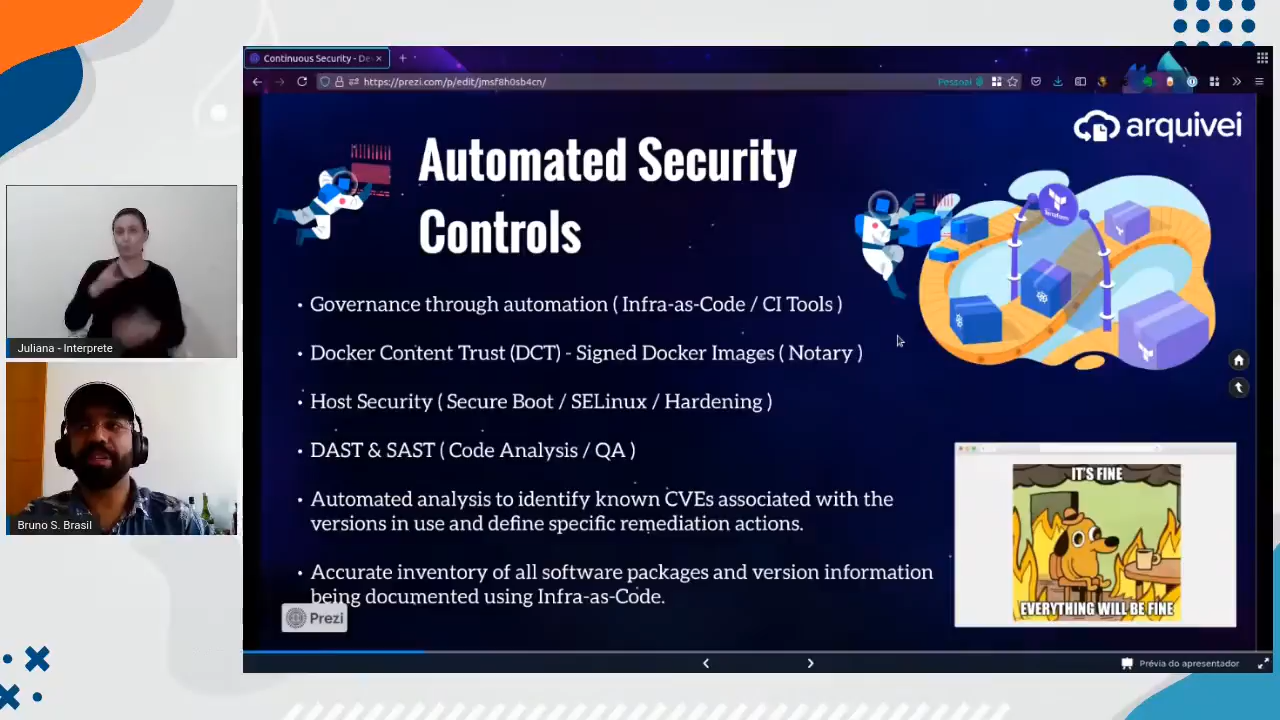 Continuous Security - De
https://prezi.com/p/edit/jmsf8h0sb4cn/
Pessoal
arquivei
Automated Security
Controls
Terraform
• Governance through automation ( Infra-as-Code / CI Tools )
• Docker Content Trust (DCT) - Signed Docker Images ( Notary )
• Host Security ( Secure Boot / SELinux / Hardening )
• DAST & SAST ( Code Analysis / QA )
• Automated analysis to identify known CVEs associated with the
versions in use and define specific remediation actions.
• Accurate inventory of all software packages and version information
being documented using Infra-as-Code.
IT'S FINE
EVERYTHING WILL BE FINE
Prezi
Prévia do apresentador
Juliana - Interprete
Bruno S. Brasil